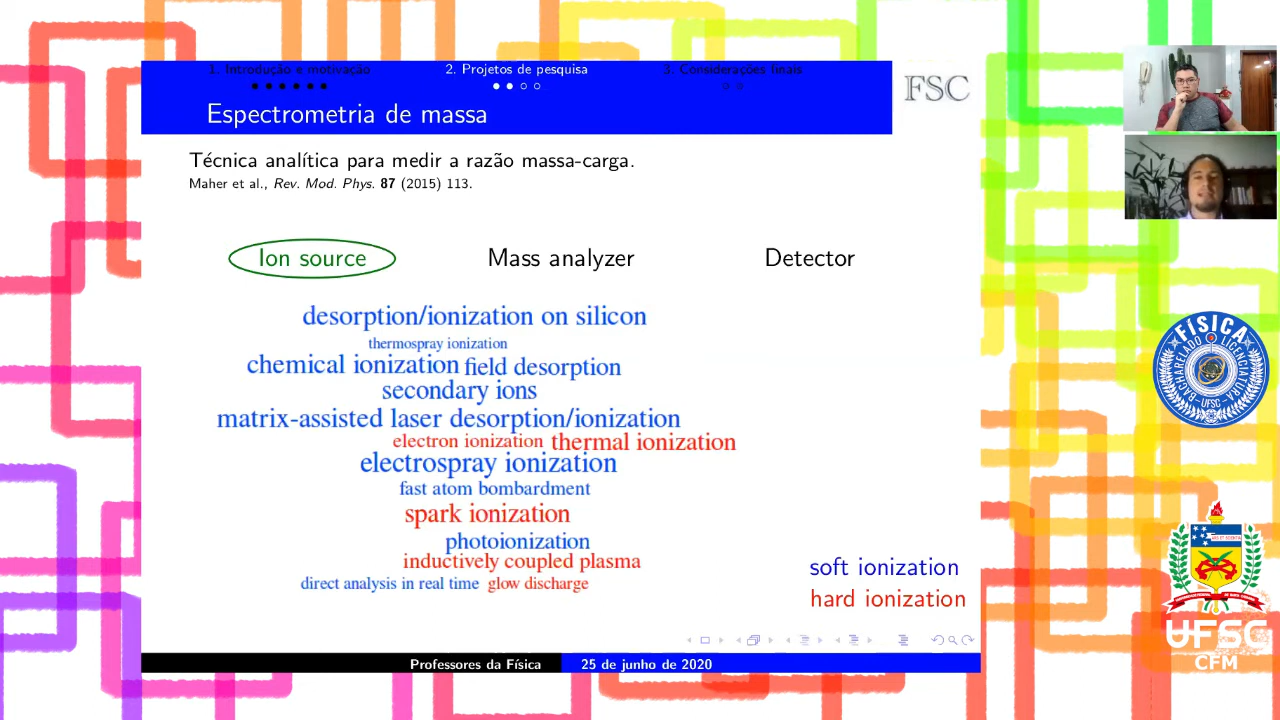 1. Introdução e motivação 2. Projetos de pesquisa 3. Considerações finais
Espectrometria de massa
FSC
Técnica analítica para medir a razão massa-carga.
Maher et al., Rev. Mod. Phys. 87 (2015) 113.
Ion source Mass analyzer Detector
desorption/ionization on silicon
thermospray ionization
chemical ionization field desorption
secondary ions
matrix-assisted laser desorption/ionization
electron ionization thermal ionization
electrospray ionization
fast atom bombardment
spark ionization
photoionization
inductively coupled plasma
direct analysis in real time glow discharge
soft ionization
hard ionization
Professores da Física 25 de junho de 2020
FÍSICA
BACHARELADO LICENCIATURA
-UFSC-
UFSC
CFM